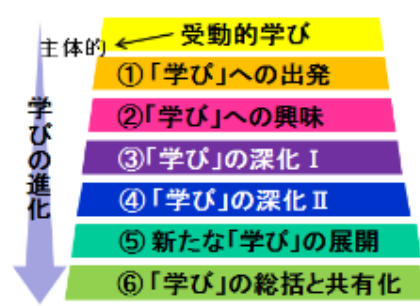 受動的学び
主体的
①「学び」への出発
②「学び」への興味
③「学び」の深化Ⅰ
④「学び」の深化Ⅱ
⑤新たな「学び」の展開
⑥「学び」の総括と共有化
学びの進化